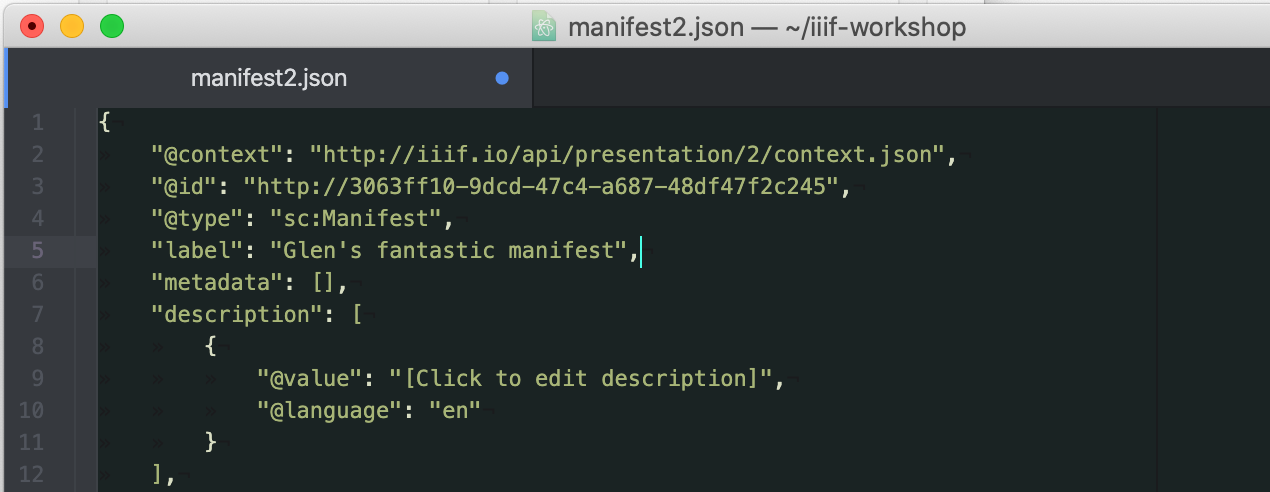 manifest2.json — ~/iiif-workshop
manifest2.json
1 {
2 "@context": "http://iiif.io/api/presentation/2/context.json",
3 "@id": "http://3063ff10-9dcd-47c4-a687-48df47f2c245",
4 "@type": "sc:Manifest",
5 "label": "Glen's fantastic manifest",
6 "metadata": [],
7 "description": [
8 {
9 "@value": "[Click to edit description]",
10 "@language": "en"
11 }
12 ],